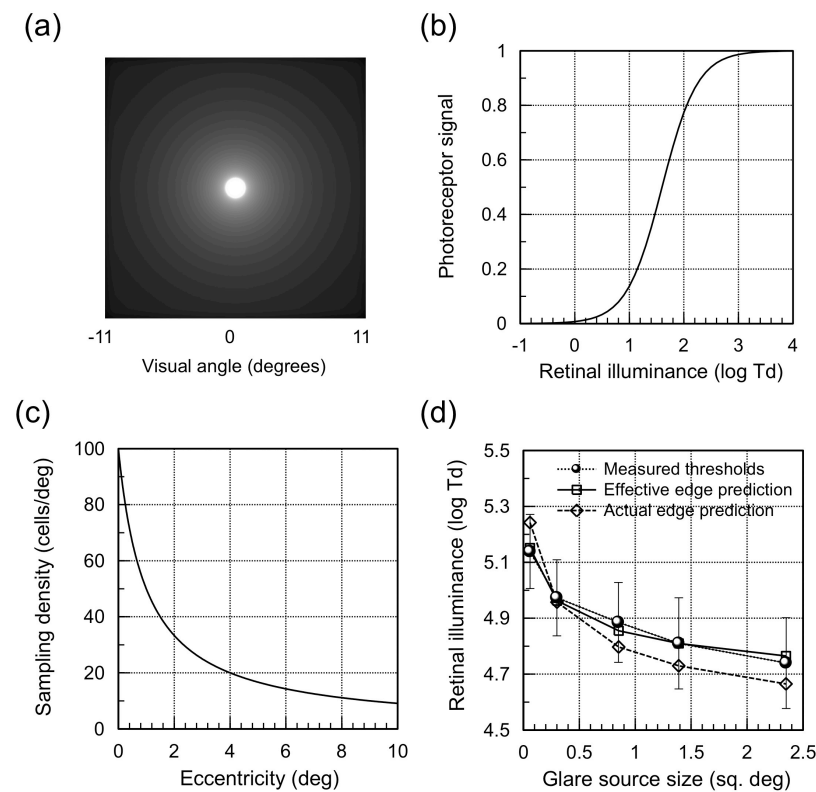 (a)
-11 0 11
Visual angle (degrees)
(b)
Photoreceptor signal
1
0.8
0.6
0.4
0.2
0
-1 0 1 2 3 4
Retinal illuminance (log Td)
(c)
Sampling density (cells/deg)
100
80
60
40
20
0
0 2 4 6 8 10
Eccentricity (deg)
(d)
Retinal illuminance (log Td)
5.5
5.3
5.1
4.9
4.7
4.5
Measured thresholds
Effective edge prediction
Actual edge prediction
0 0.5 1 1.5 2 2.5
Glare source size (sq. deg)